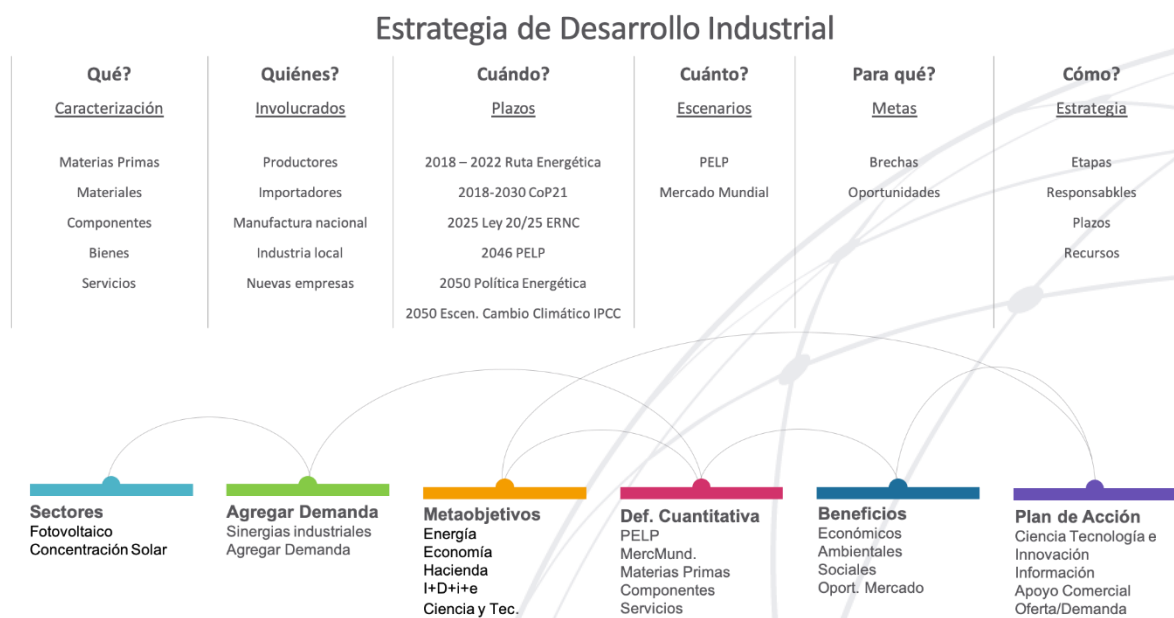 Estrategia de Desarrollo Industrial
Qué?
Caracterización
Materias Primas
Materiales
Componentes
Bienes
Servicios
Quiénes?
Involucrados
Productores
Importadores
Manufactura nacional
Industria local
Nuevas empresas
Cuándo?
Plazos
2018 – 2022 Ruta Energética
2018-2030 CoP21
2025 Ley 20/25 ERNC
2046 PELP
2050 Política Energética
2050 Escen. Cambio Climático IPCC
Cuánto?
Escenarios
PELP
Mercado Mundial
Para qué?
Metas
Brechas
Oportunidades
Cómo?
Estrategia
Etapas
Responsabkles
Plazos
Recursos
Sectores
Fotovoltaico
Concentración Solar
Agregar Demanda
Sinergias industriales
Agregar Demanda
Metaobjetivos
Energía
Economía
Hacienda
I+D+i+e
Ciencia y Tec.
Def. Cuantitativa
PELP
MercMund.
Materias Primas
Componentes
Servicios
Beneficios
Económicos
Ambientales
Sociales
Oport. Mercado
Plan de Acción
Ciencia Tecnología e
Innovación
Información
Apoyo Comercial
Oferta/Demanda